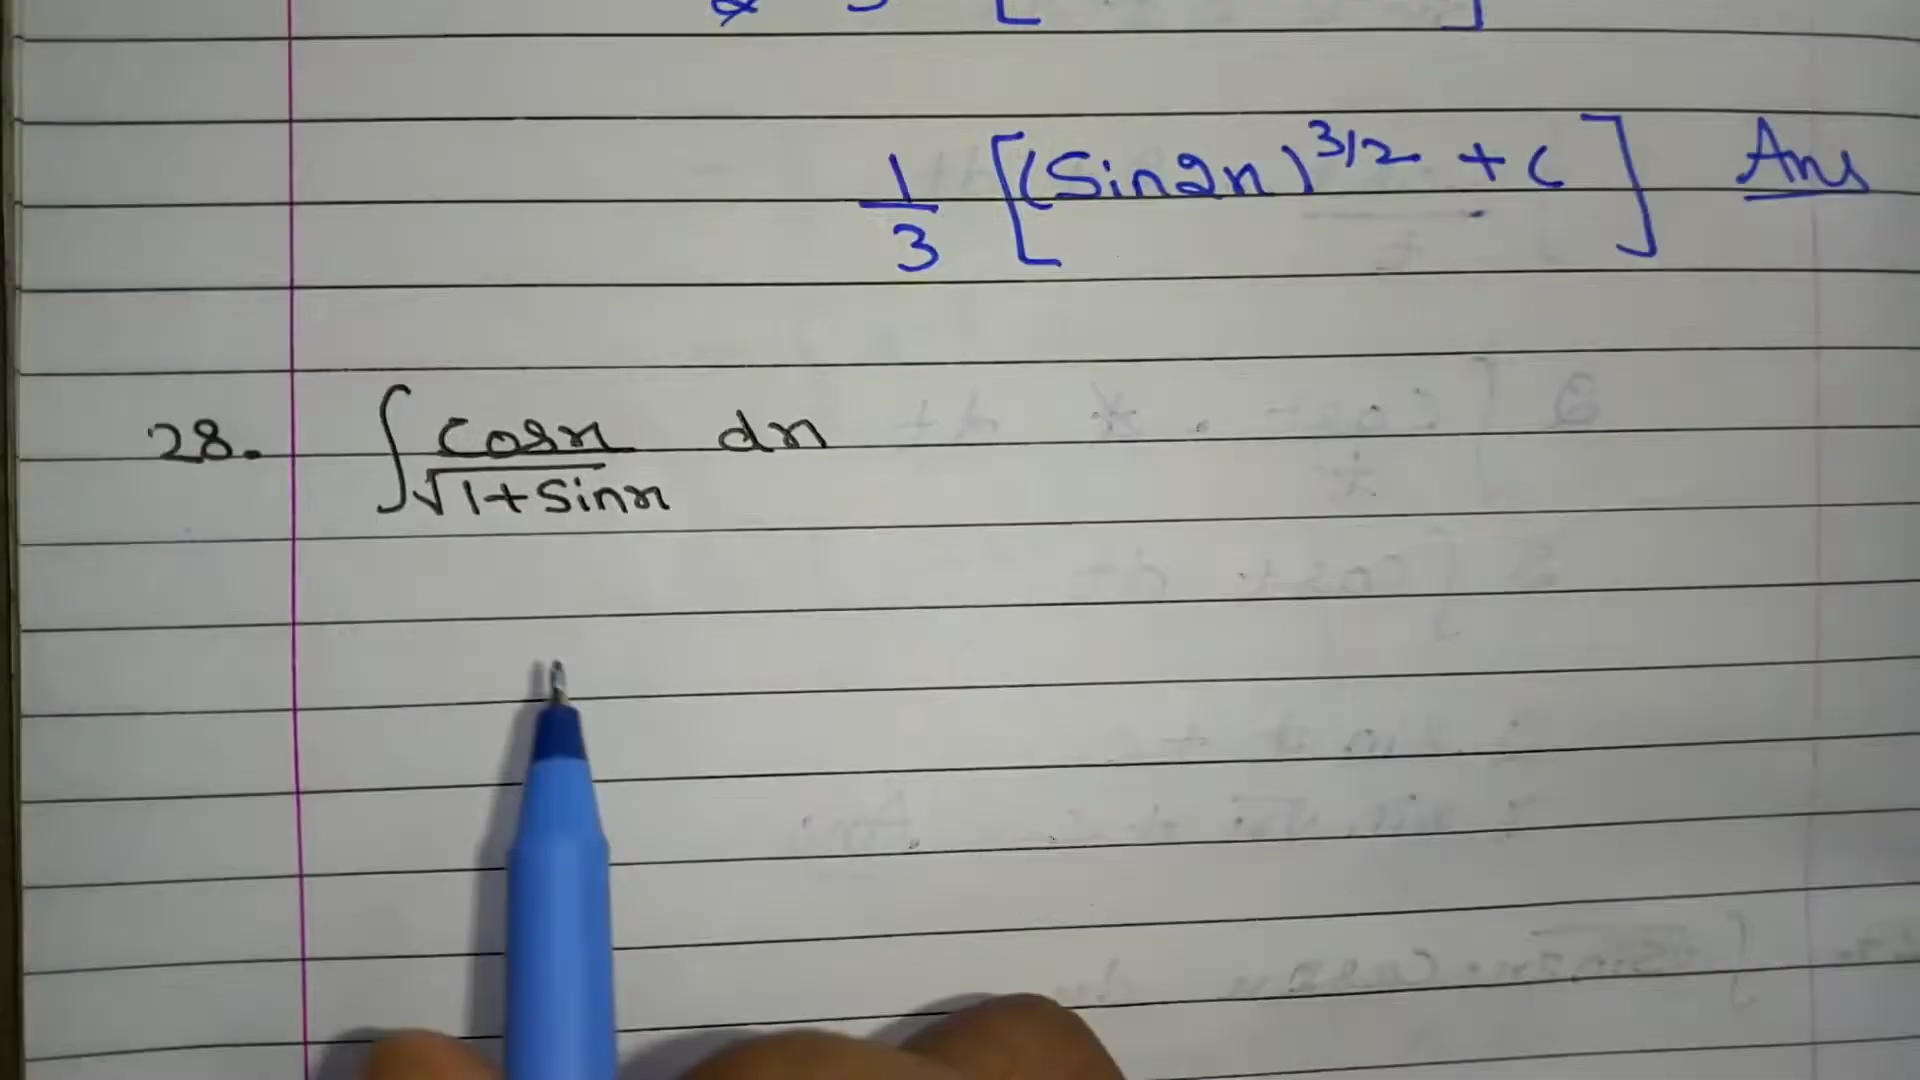 1/3 [(Sin2x)^3/2 + c] Ans
28. ∫ Cosx/√1+Sinx dx